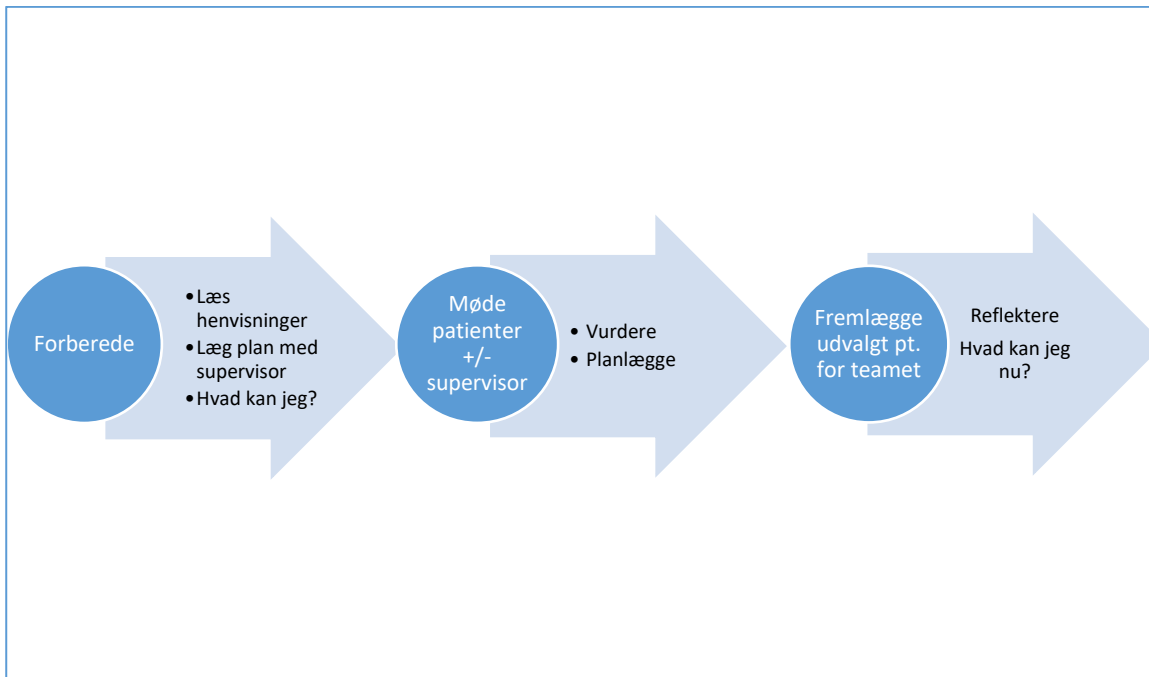 Forberede
•Læs
henvisninger
•Læg plan med
supervisor
•Hvad kan jeg?
Møde
patienter
+/-
supervisor
• Vurdere
• Planlægge
Fremlægge
udvalgt pt.
for teamet
Reflektere
Hvad kan jeg
nu?